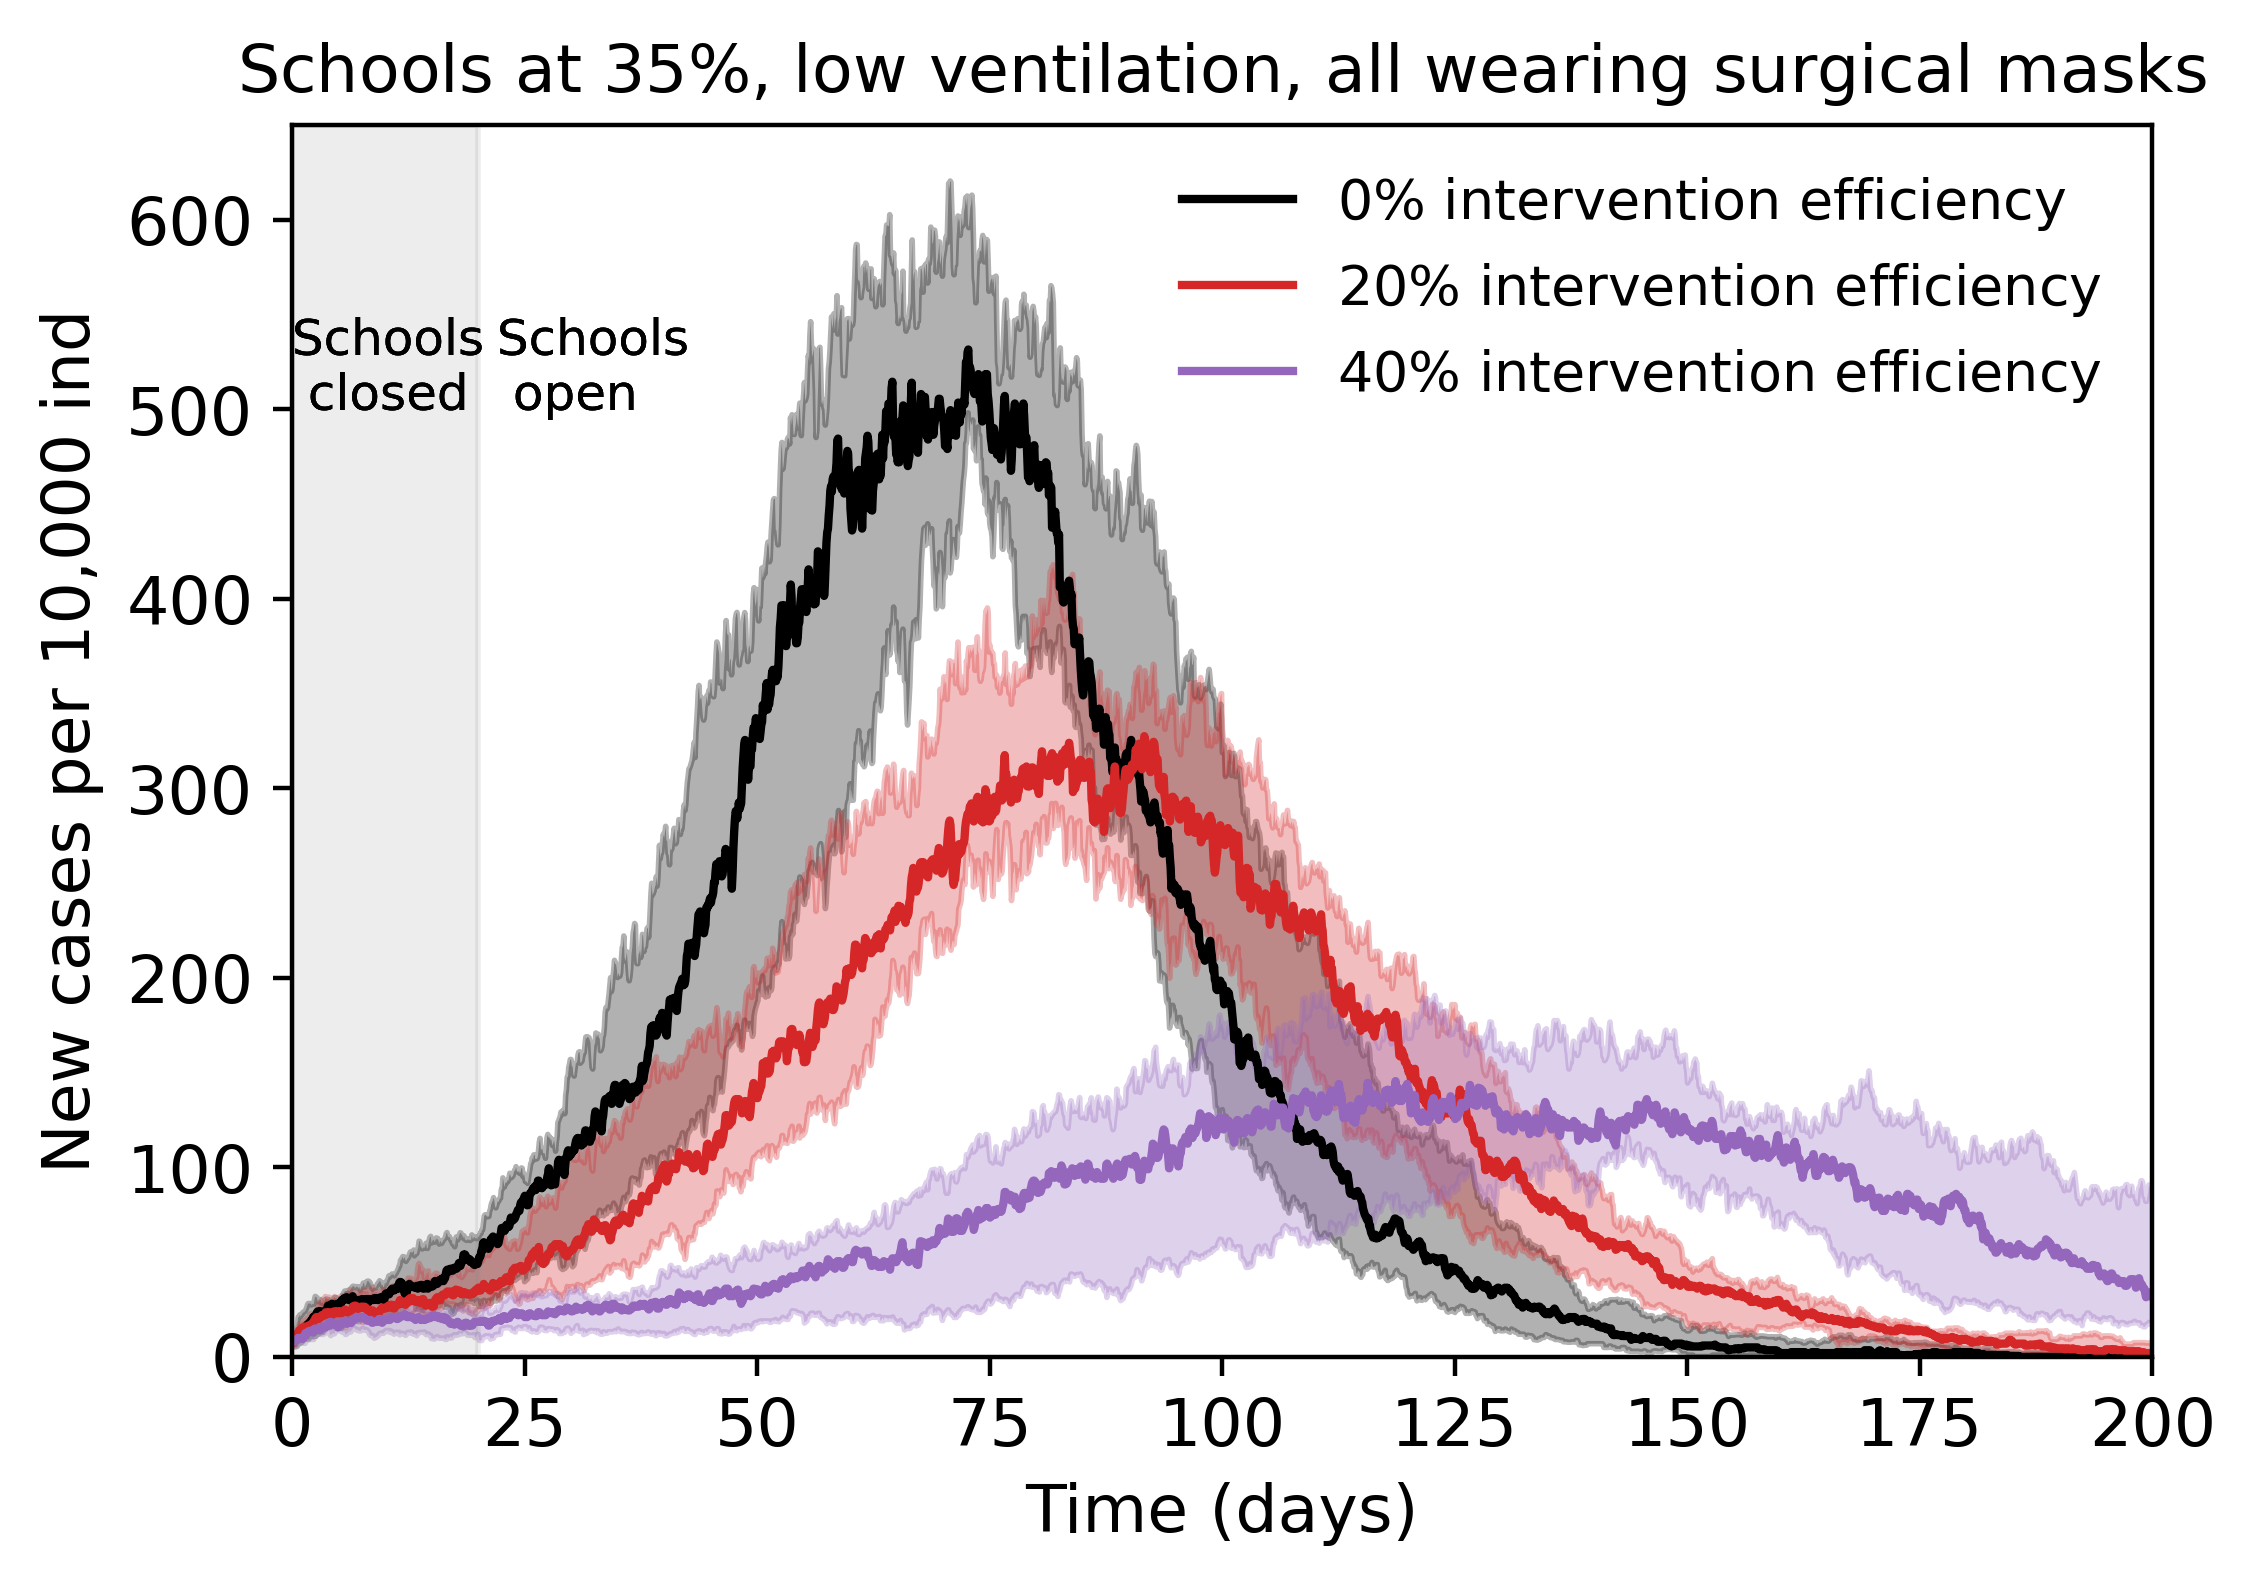 Schools at 35%, low ventilation, all wearing surgical masks
New cases per 10,000 ind
600
500
400
300
200
100
0
Schools
closed
Schools
open
0% intervention efficiency
20% intervention efficiency
40% intervention efficiency
0 25 50 75 100 125 150 175 200
Time (days)